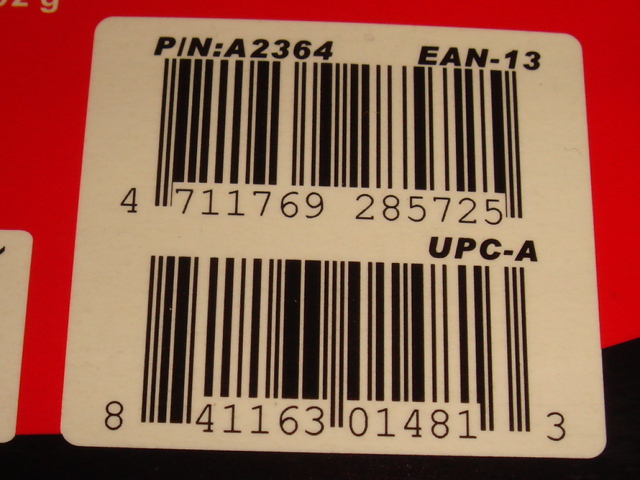 P/N:A2364 EAN-13
4 711769 285725
UPC-A
8 41163 01481 3